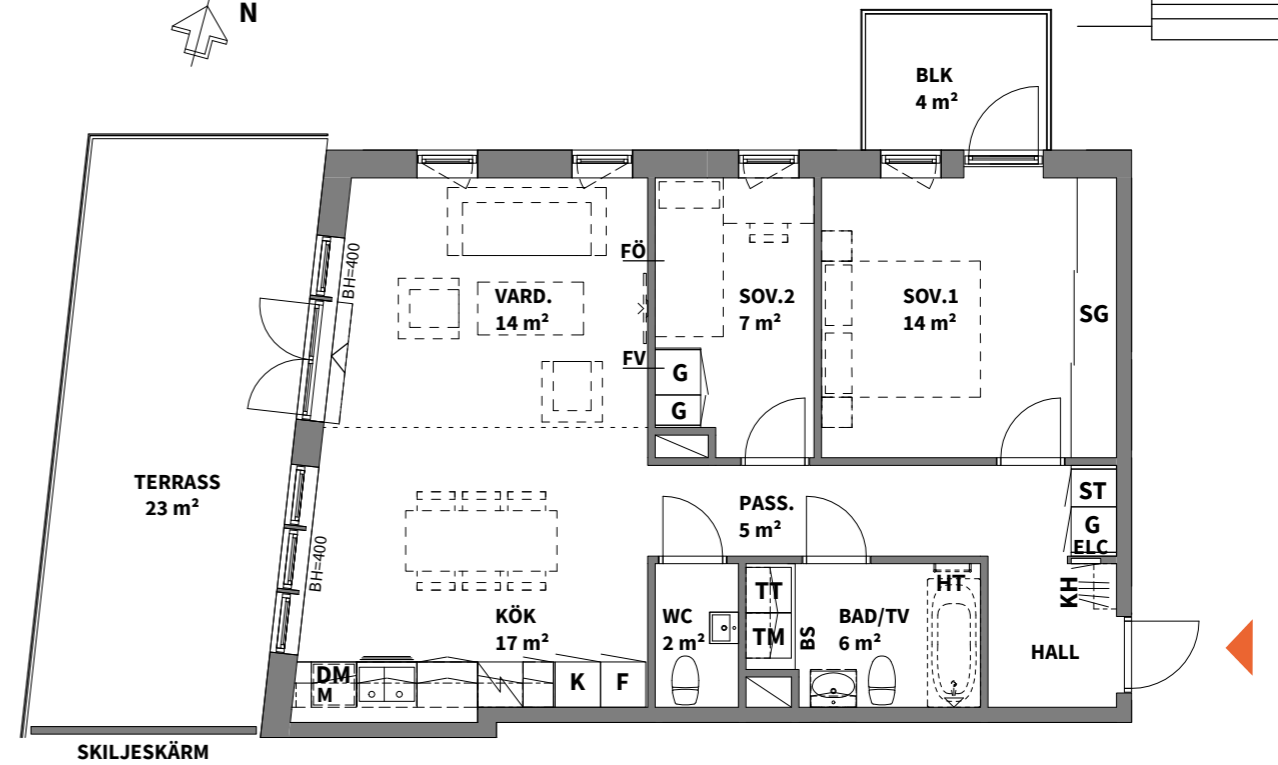 N
BLK
4 m²
BH=400
FÖ
VARD.
14 m²
SOV.2
7 m²
SOV.1
14 m²
SG
FV
G
G
TERRASS
23 m²
PASS.
5 m²
ST
G
ELC
BH=400
KÖK
17 m²
WC
2 m²
TT
TM
BS
BAD/TV
6 m²
HT
KH
HALL
DM
M
K
F
SKILJESKÄRM